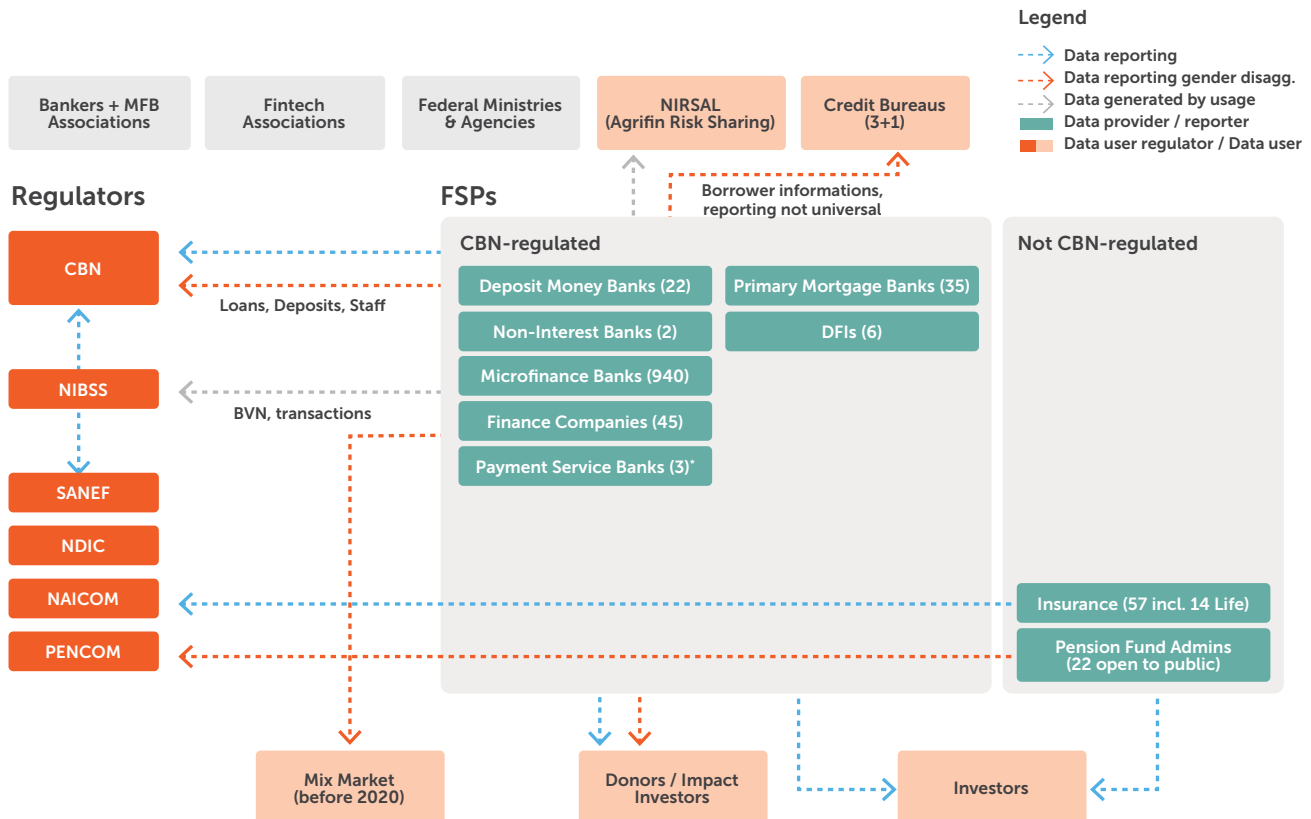 Legend
Data reporting
Data reporting gender disagg.
Data generated by usage
Data provider / reporter
Data user regulator / Data user
Bankers + MFB
Associations
Fintech
Associations
Federal Ministries
& Agencies
NIRSAL
(Agrifin Risk Sharing)
Credit Bureaus
(3+1)
Borrower informations,
reporting not universal
Regulators
CBN
NIBSS
SANEF
NDIC
NAICOM
PENCOM
Loans, Deposits, Staff
BVN, transactions
FSPs
CBN-regulated
Deposit Money Banks (22)
Primary Mortgage Banks (35)
Non-Interest Banks (2)
DFIs (6)
Microfinance Banks (940)
Finance Companies (45)
Payment Service Banks (3)*
Not CBN-regulated
Insurance (57 incl. 14 Life)
Pension Fund Admins
(22 open to public)
Mix Market
(before 2020)
Donors / Impact
Investors
Investors